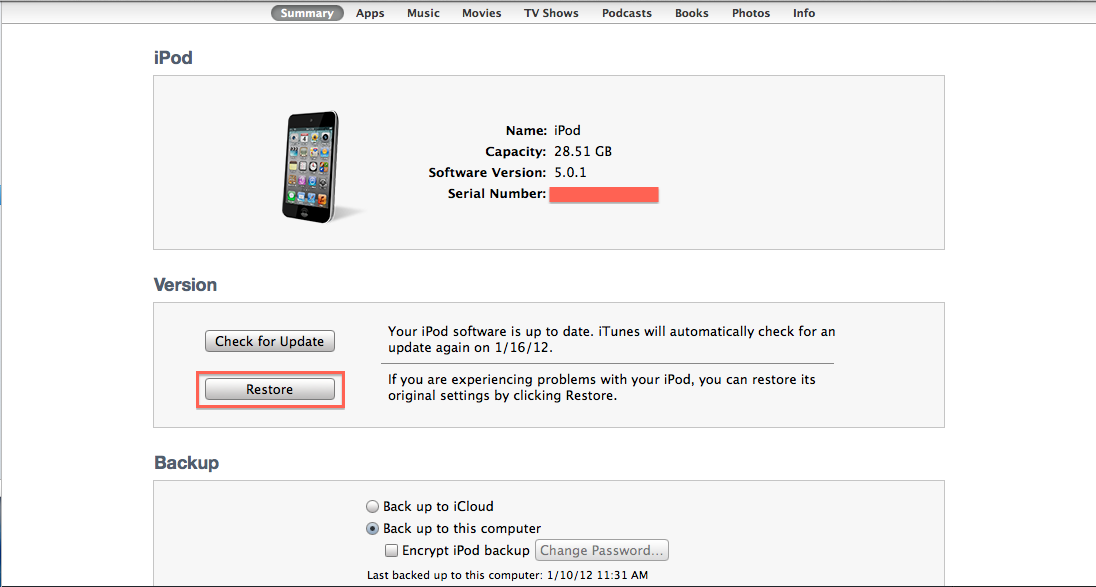 Summary Apps Music Movies TV Shows Podcasts Books Photos Info
iPod
Name: iPod
Capacity: 28.51 GB
Software Version: 5.0.1
Serial Number:
Version
Check for Update
Your iPod software is up to date. iTunes will automatically check for an
update again on 1/16/12.
Restore
If you are experiencing problems with your iPod, you can restore its
original settings by clicking Restore.
Backup
Back up to iCloud
Back up to this computer
Encrypt iPod backup Change Password...
Last backed up to this computer: 1/10/12 11:31 AM